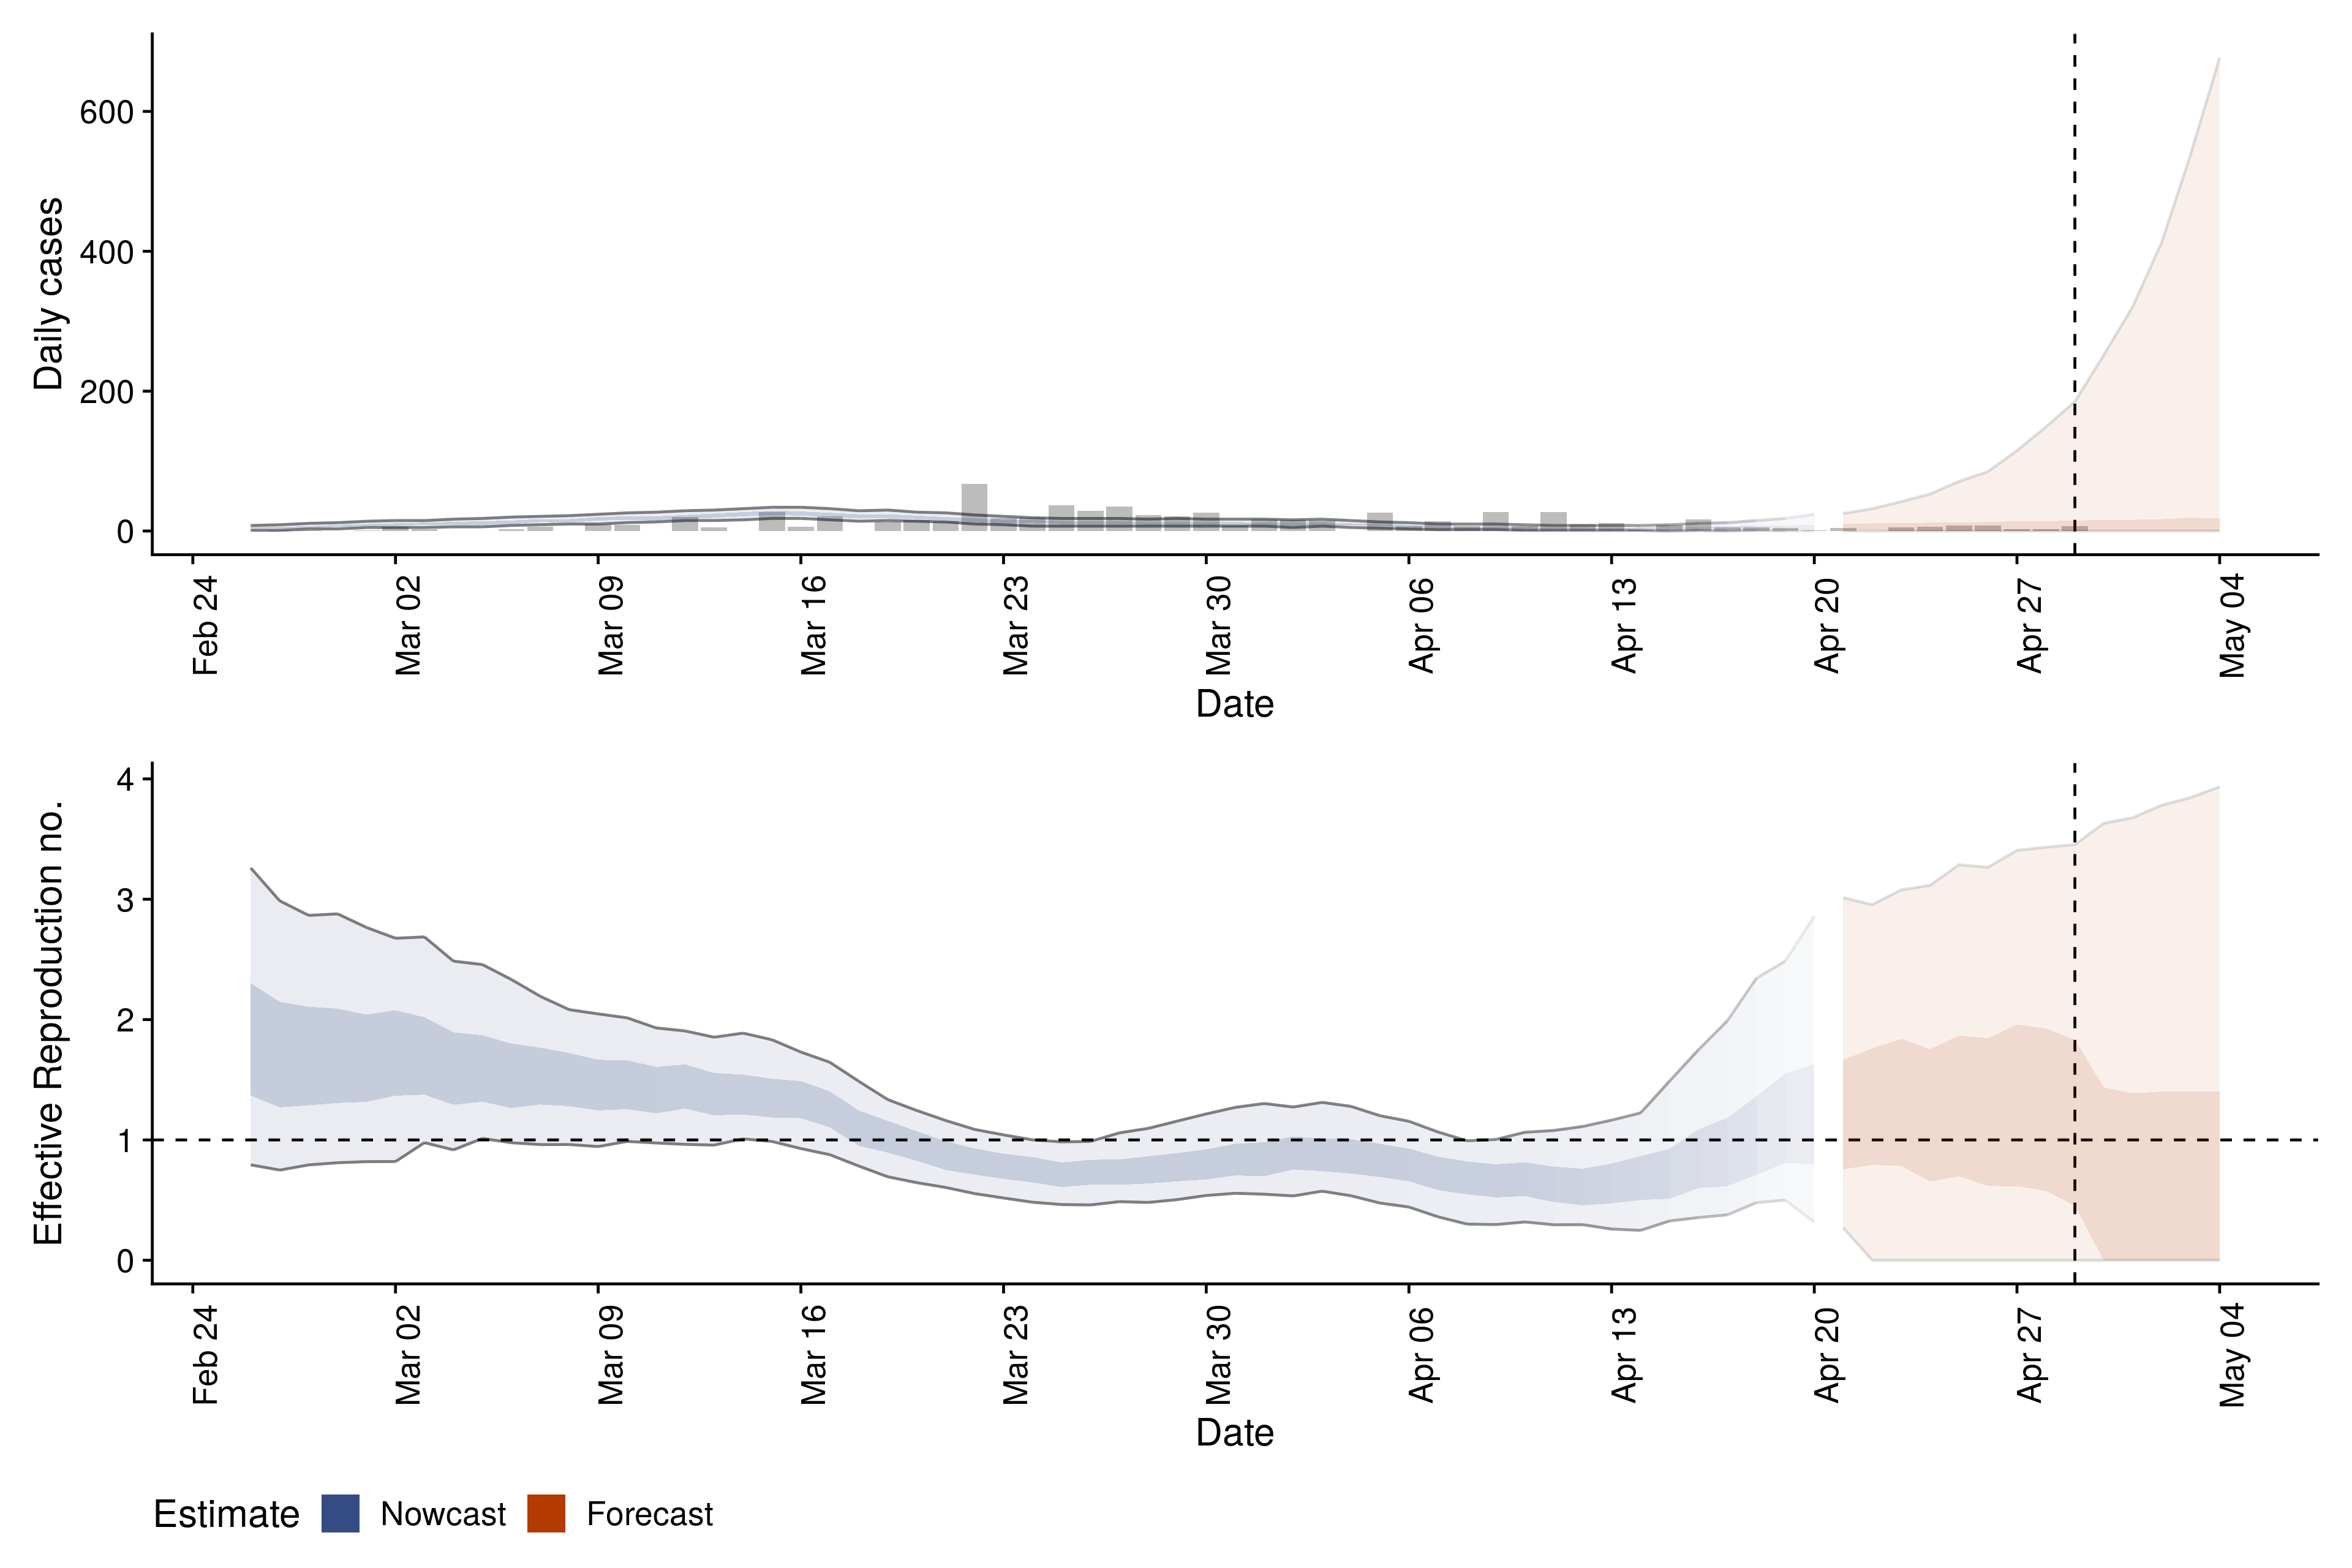 Daily cases
600
400
200
0
Feb 24
Mar 02
Mar 09
Mar 16
Mar 23
Mar 30
Apr 06
Apr 13
Apr 20
Apr 27
May 04
Date
Effective Reproduction no.
4
3
2
1
0
Feb 24
Mar 02
Mar 09
Mar 16
Mar 23
Mar 30
Apr 06
Apr 13
Apr 20
Apr 27
May 04
Date
Estimate Nowcast Forecast